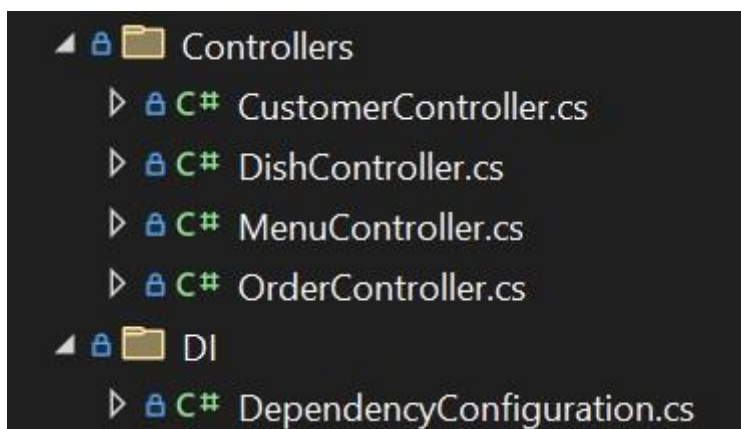 Controllers
C# CustomerController.cs
C# DishController.cs
C# MenuController.cs
C# OrderController.cs
DI
C# DependencyConfiguration.cs